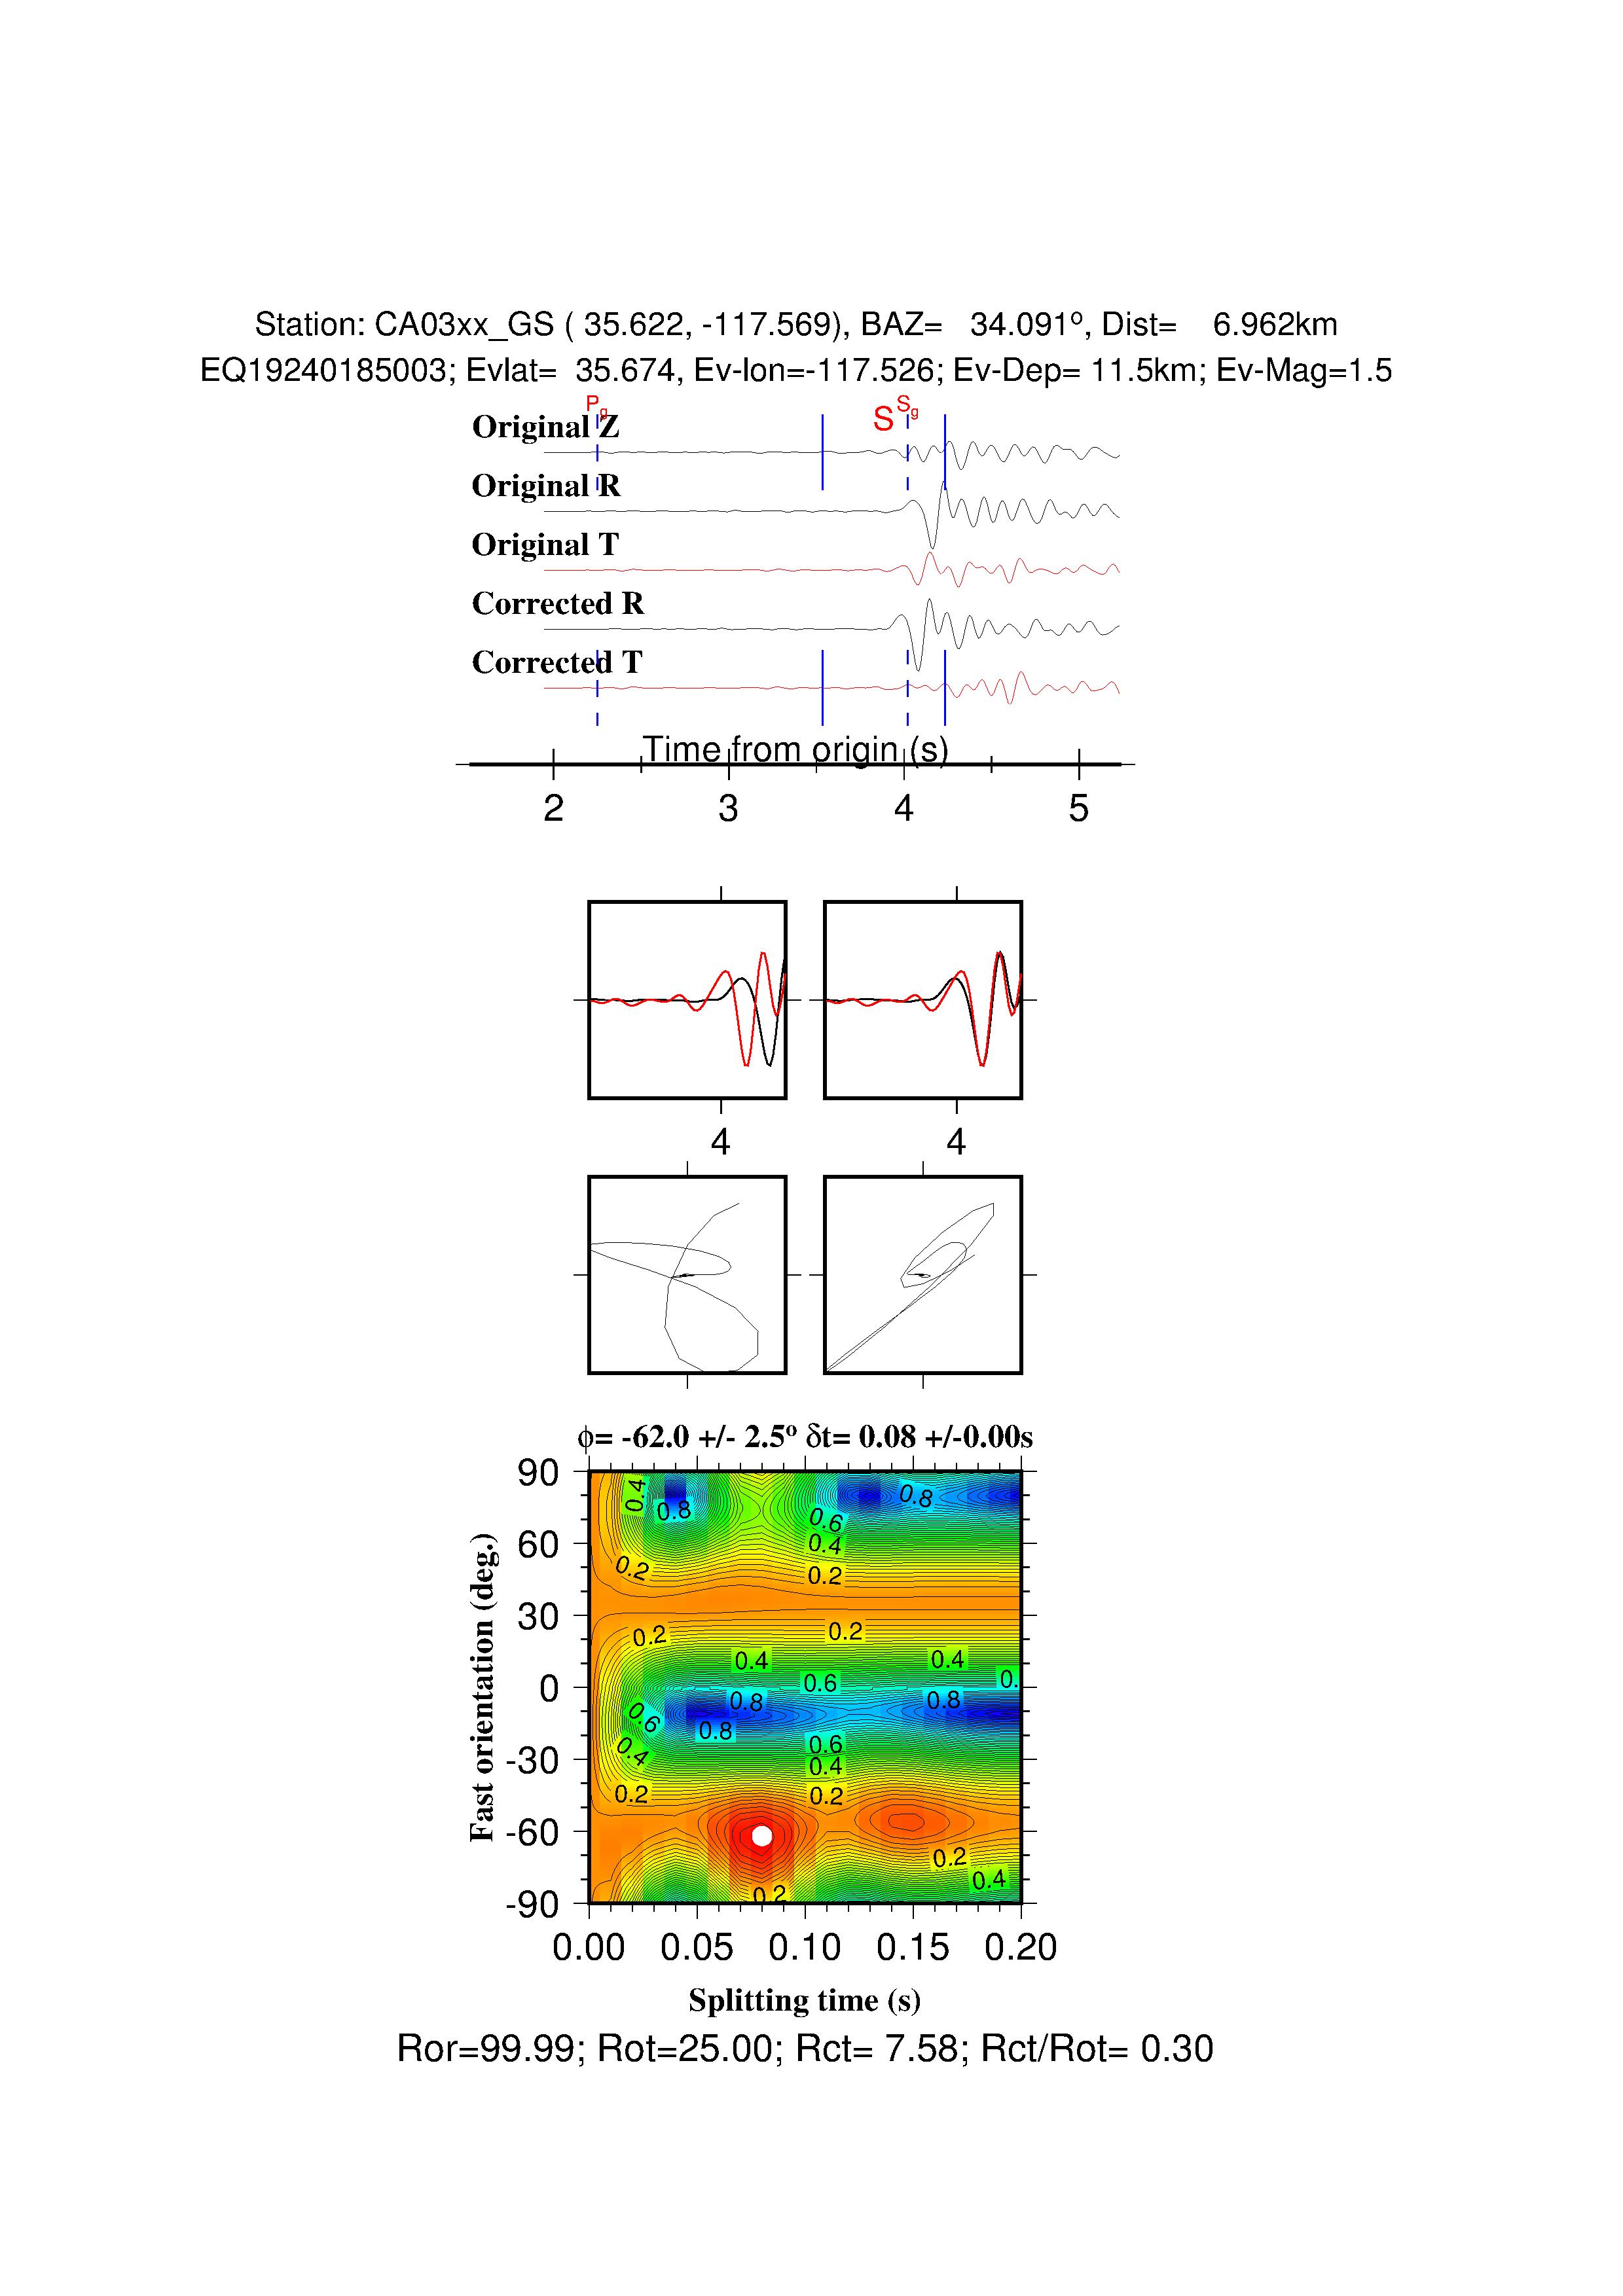 Station: CA03xx_GS ( 35.622, -117.569), BAZ= 34.091º, Dist= 6.962km
EQ19240185003; Evlat= 35.674, Ev-lon=-117.526; Ev-Dep= 11.5km; Ev-Mag=1.5
Pg
S Sg
Original Z
Original R
Original T
Corrected R
Corrected T
Time from origin (s)
2 3 4 5
4 4
ϕ= -62.0 +/- 2.5º δt= 0.08 +/-0.00s
90
60
30
0
-30
-60
-90
Fast orientation (deg.)
0.4 0.8 0.8
0.6
0.4
0.2 0.2
0.2 0.2
0.4 0.4
0.6 0.
0.8 0.8
0.6 0.8
0.6
0.4 0.4
0.2 0.2
0.2
0.4
0.2
0.00 0.05 0.10 0.15 0.20
Splitting time (s)
Ror=99.99; Rot=25.00; Rct= 7.58; Rct/Rot= 0.30